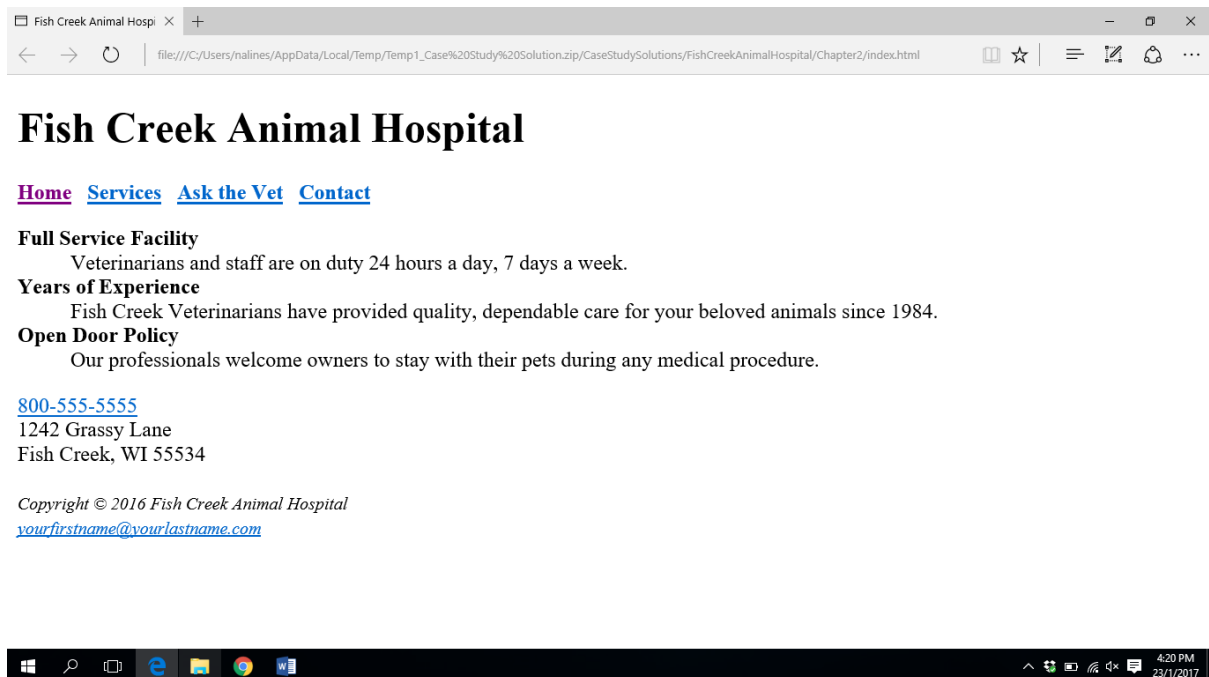 Fish Creek Animal Hospi
file:///C:/Users/nalines/AppData/Local/Temp/Temp1_Case%20Study%20Solution.zip/CaseStudySolutions/FishCreekAnimalHospital/Chapter2/index.html
Fish Creek Animal Hospital
Home Services Ask the Vet Contact
Full Service Facility
Veterinarians and staff are on duty 24 hours a day, 7 days a week.
Years of Experience
Fish Creek Veterinarians have provided quality, dependable care for your beloved animals since 1984.
Open Door Policy
Our professionals welcome owners to stay with their pets during any medical procedure.
800-555-5555
1242 Grassy Lane
Fish Creek, WI 55534
Copyright © 2016 Fish Creek Animal Hospital
yourfirstname@yourlastname.com
4:20 PM
23/1/2017